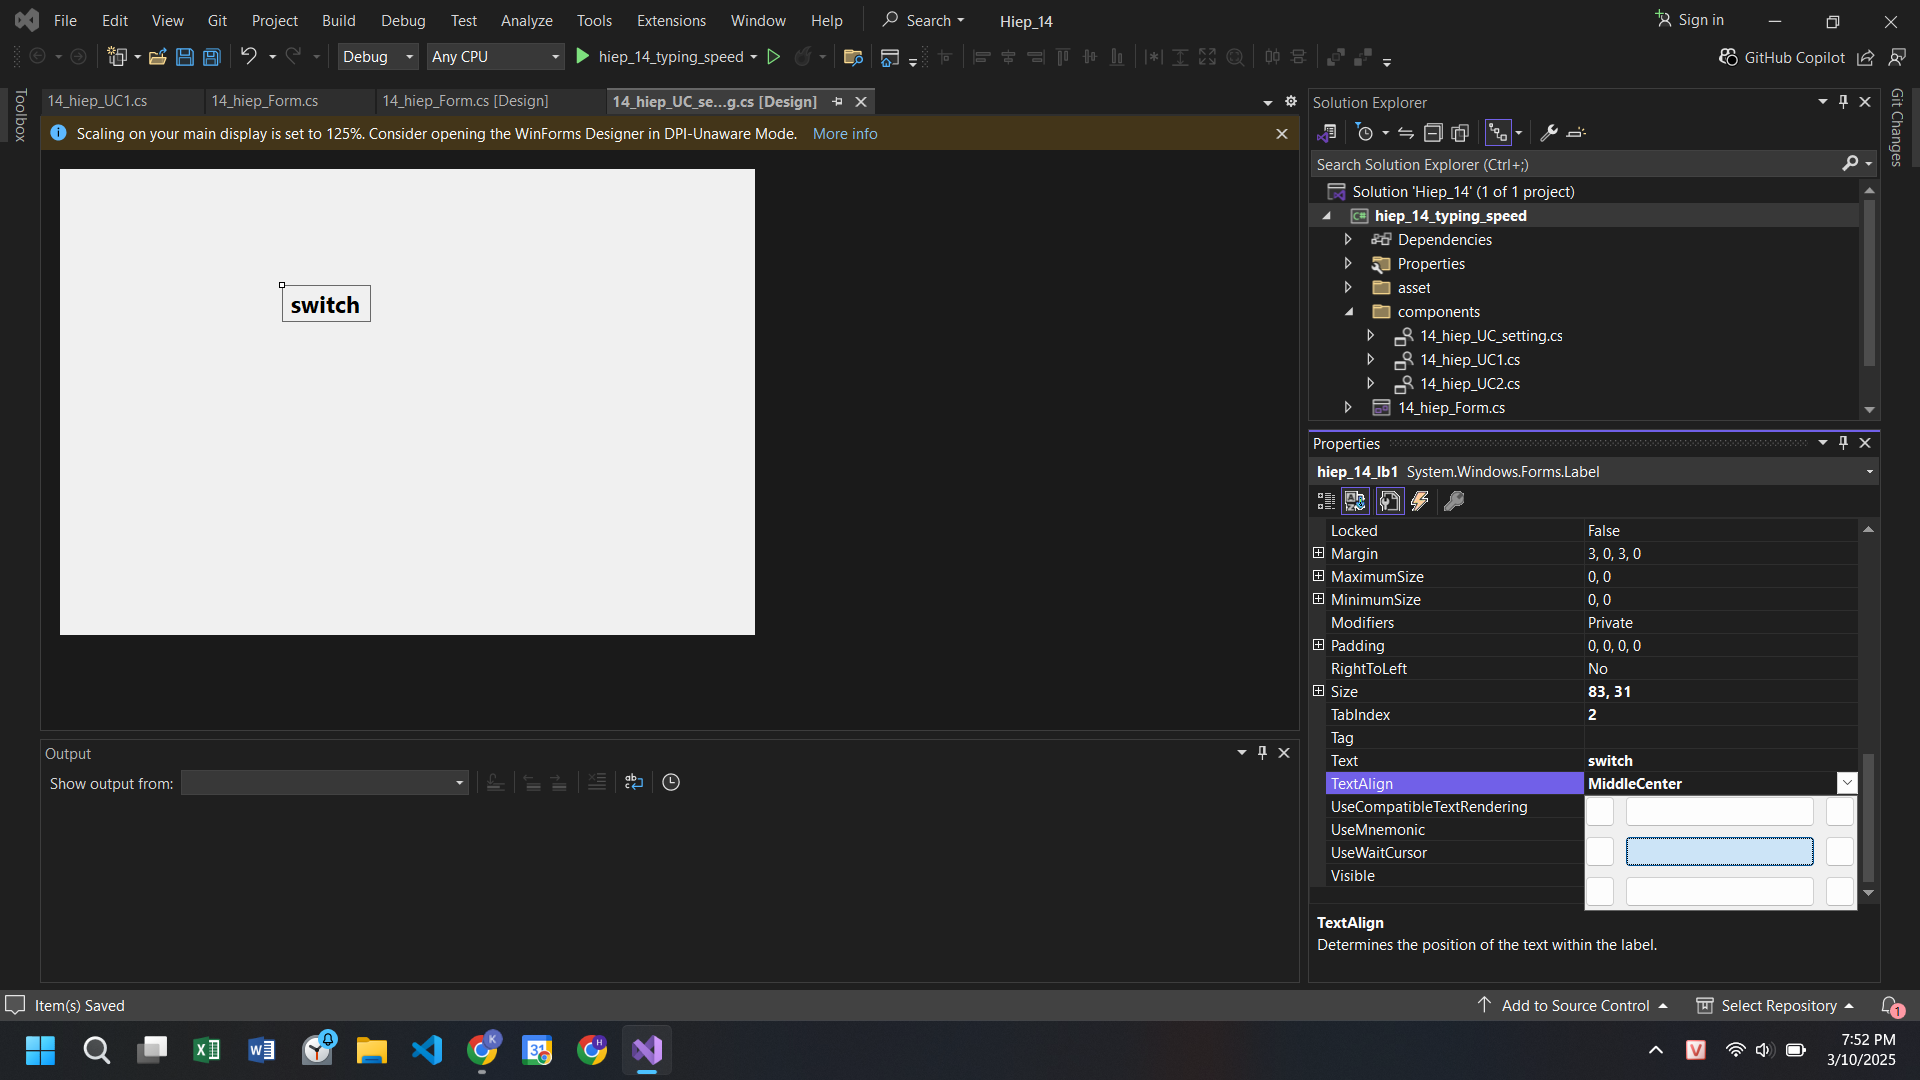 File Edit View Git Project Build Debug Test Analyze Tools Extensions Window Help Search Hiep_14 Sign in
Debug Any CPU hiep_14_typing_speed GitHub Copilot
Toolbox
14_hiep_UC1.cs 14_hiep_Form.cs 14_hiep_Form.cs [Design] 14_hiep_UC_se...g.cs [Design]
Scaling on your main display is set to 125%. Consider opening the WinForms Designer in DPI-Unaware Mode. More info
switch
Output
Show output from:
Solution Explorer
Search Solution Explorer (Ctrl+;)
Solution 'Hiep_14' (1 of 1 project)
C# hiep_14_typing_speed
Dependencies
Properties
asset
components
14_hiep_UC_setting.cs
14_hiep_UC1.cs
14_hiep_UC2.cs
14_hiep_Form.cs
Properties
hiep_14_lb1 System.Windows.Forms.Label
Locked False
Margin 3, 0, 3, 0
MaximumSize 0, 0
MinimumSize 0, 0
Modifiers Private
Padding 0, 0, 0, 0
RightToLeft No
Size 83, 31
TabIndex 2
Tag
Text switch
TextAlign MiddleCenter
UseCompatibleTextRendering
UseMnemonic
UseWaitCursor
Visible
TextAlign
Determines the position of the text within the label.
Git Changes
Item(s) Saved Add to Source Control Select Repository 1
K 31 H V
7:52 PM
3/10/2025